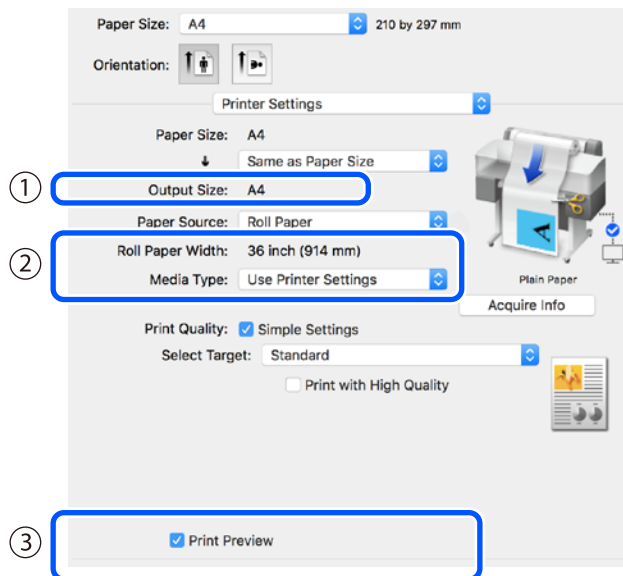 Paper Size: A4 210 by 297 mm
Orientation:
Printer Settings
Paper Size: A4
Same as Paper Size
① Output Size: A4
Paper Source: Roll Paper
② Roll Paper Width: 36 inch (914 mm)
Media Type: Use Printer Settings
Plain Paper
Acquire Info
Print Quality: Simple Settings
Select Target: Standard
Print with High Quality
③ Print Preview